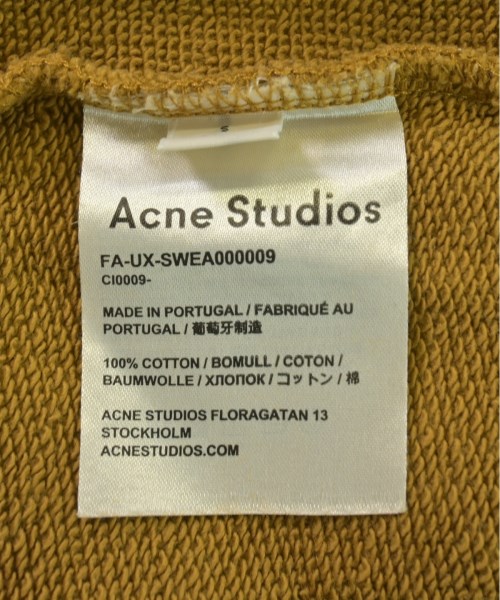 S
Acne Studios
FA-UX-SWEA000009
CI0009-
MADE IN PORTUGAL / FABRIQUÉ AU
PORTUGAL / 葡萄牙制造
100% COTTON / BOMULL / COTON /
BAUMWOLLE / ХЛОПОК / コットン / 棉
ACNE STUDIOS FLORAGATAN 13
STOCKHOLM
ACNESTUDIOS.COM